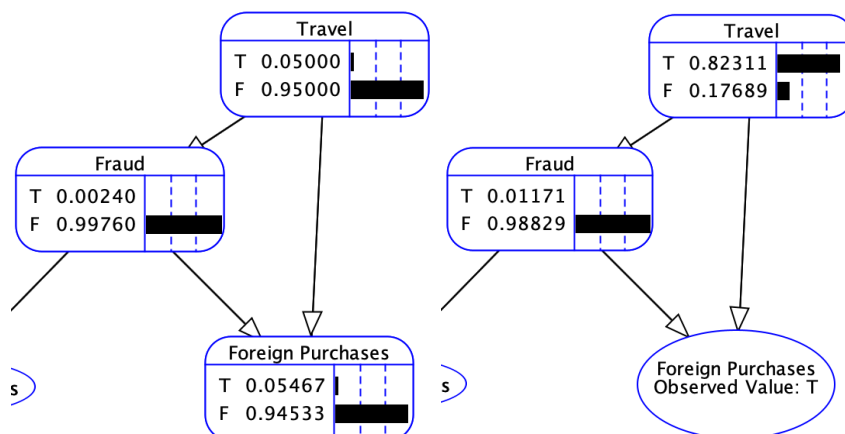 Travel
T 0.05000
F 0.95000
Fraud
T 0.00240
F 0.99760
Foreign Purchases
T 0.05467
F 0.94533
s
Travel
T 0.82311
F 0.17689
Fraud
T 0.01171
F 0.98829
Foreign Purchases
Observed Value: T
s